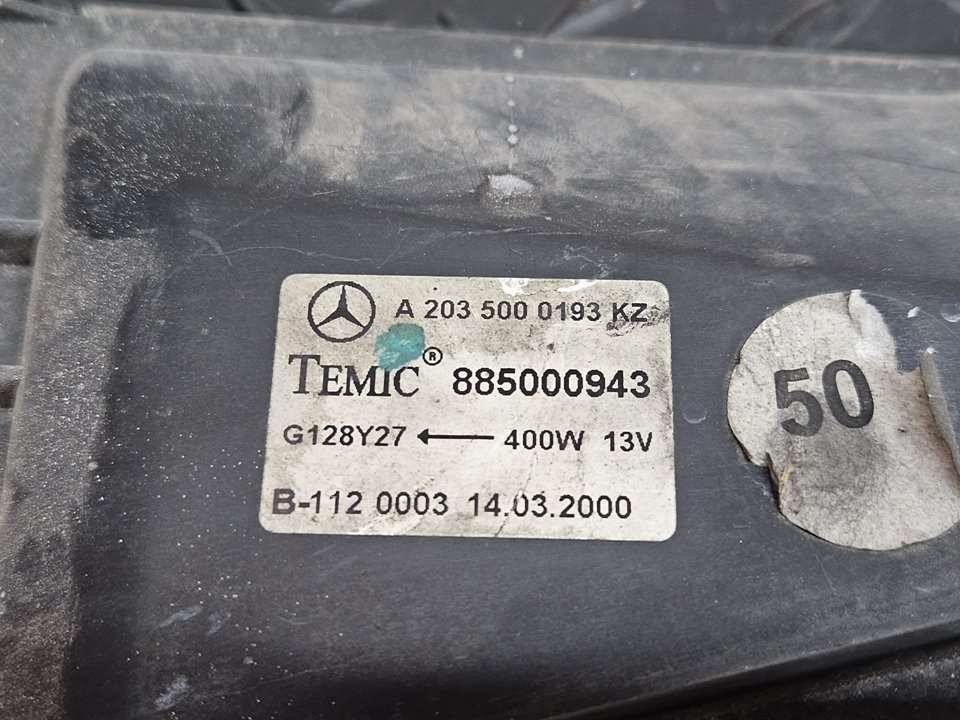 A 203 500 0193 KZ
TEMIC® 885000943
G128Y27 ← 400W 13V
B-112 0003 14.03.2000
50